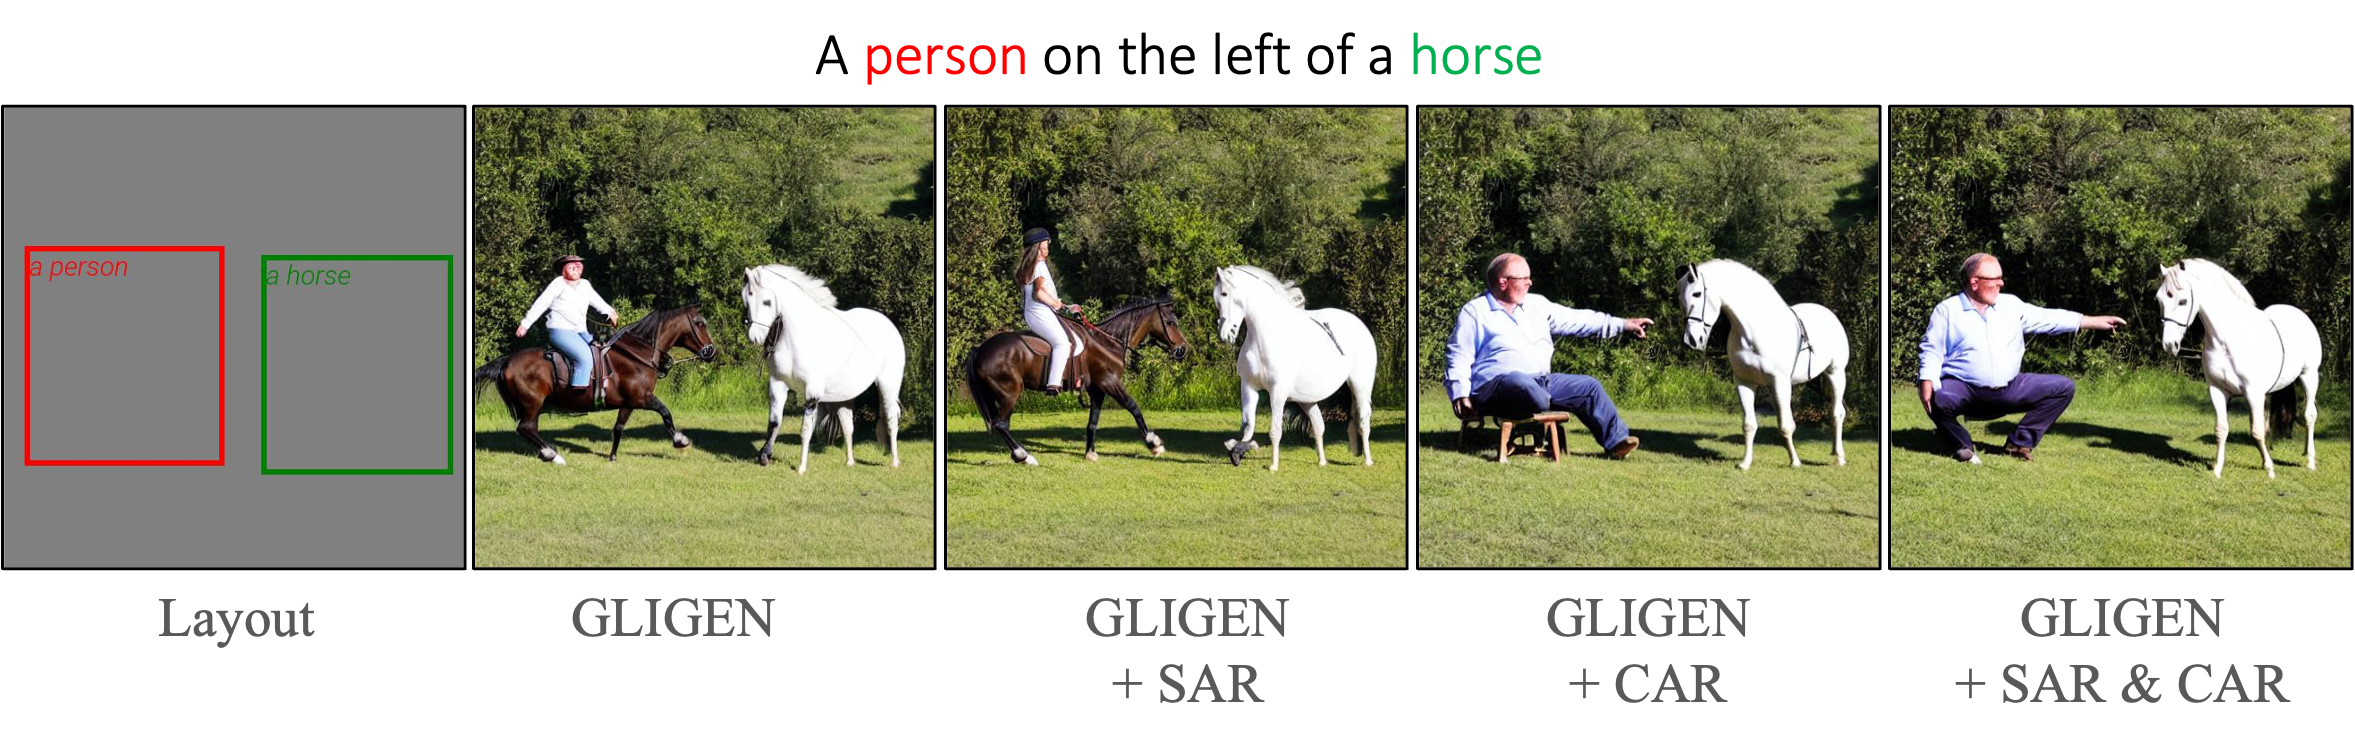 A person on the left of a horse
a person
a horse
Layout
GLIGEN
GLIGEN
+ SAR
GLIGEN
+ CAR
GLIGEN
+ SAR & CAR